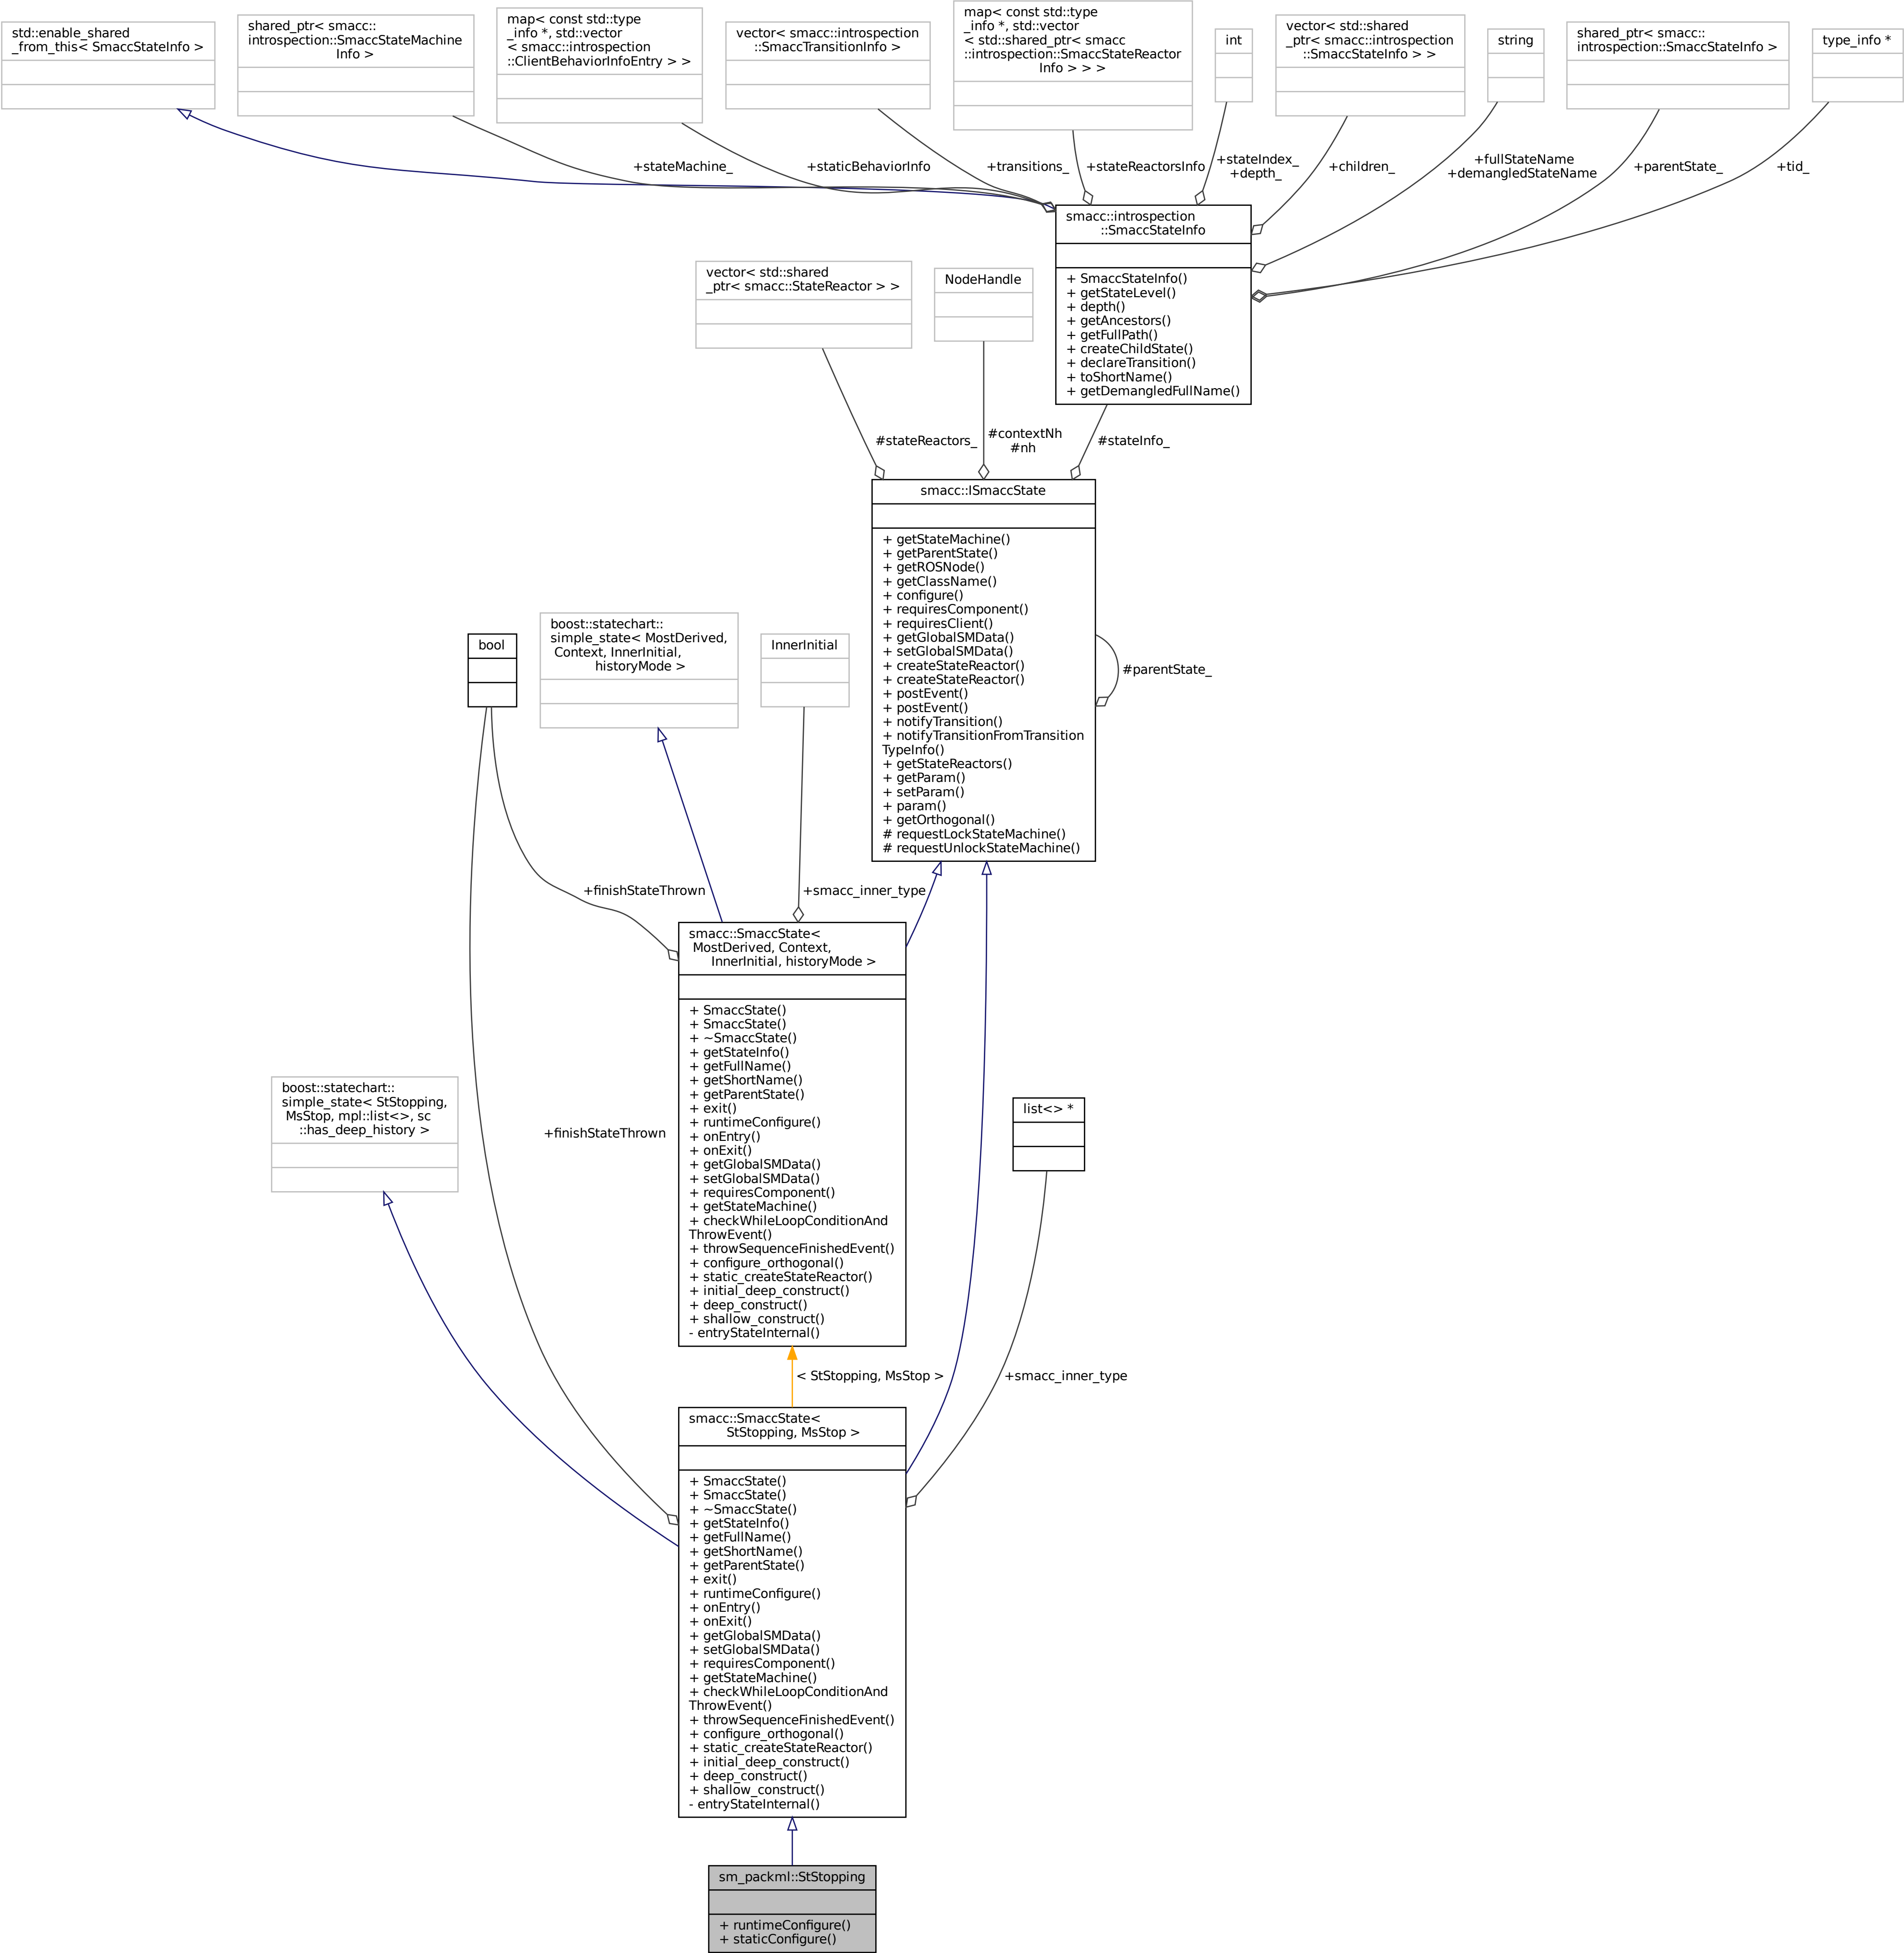 std::enable_shared
_from_this< SmaccStateInfo >
shared_ptr< smacc::
introspection::SmaccStateMachine
Info >
map< const std::type
_info *, std::vector
< smacc::introspection
::ClientBehaviorInfoEntry > >
vector< smacc::introspection
::SmaccTransitionInfo >
map< const std::type
_info *, std::vector
< std::shared_ptr< smacc
::introspection::SmaccStateReactor
Info > > >
int
vector< std::shared
_ptr< smacc::introspection
::SmaccStateInfo > >
string
shared_ptr< smacc::
introspection::SmaccStateInfo >
type_info *
+stateMachine_
+staticBehaviorInfo
+transitions_
+stateReactorsInfo
+stateIndex_
+depth_
+children_
+fullStateName
+demangledStateName
+parentState_
+tid_
smacc::introspection
::SmaccStateInfo
+ SmaccStateInfo()
+ getStateLevel()
+ depth()
+ getAncestors()
+ getFullPath()
+ createChildState()
+ declareTransition()
+ toShortName()
+ getDemangledFullName()
vector< std::shared
_ptr< smacc::StateReactor > >
NodeHandle
#stateReactors_
#contextNh
#nh
#stateInfo_
smacc::ISmaccState
+ getStateMachine()
+ getParentState()
+ getROSNode()
+ getClassName()
+ configure()
+ requiresComponent()
+ requiresClient()
+ getGlobalSMData()
+ setGlobalSMData()
+ createStateReactor()
+ createStateReactor()
+ postEvent()
+ postEvent()
+ notifyTransition()
+ notifyTransitionFromTransition
TypeInfo()
+ getStateReactors()
+ getParam()
+ setParam()
+ param()
+ getOrthogonal()
# requestLockStateMachine()
# requestUnlockStateMachine()
#parentState_
bool
boost::statechart::
simple_state< MostDerived,
Context, InnerInitial,
historyMode >
InnerInitial
+finishStateThrown
+smacc_inner_type
smacc::SmaccState<
MostDerived, Context,
InnerInitial, historyMode >
+ SmaccState()
+ SmaccState()
+ ~SmaccState()
+ getStateInfo()
+ getFullName()
+ getShortName()
+ getParentState()
+ exit()
+ runtimeConfigure()
+ onEntry()
+ onExit()
+ getGlobalSMData()
+ setGlobalSMData()
+ requiresComponent()
+ getStateMachine()
+ checkWhileLoopConditionAnd
ThrowEvent()
+ throwSequenceFinishedEvent()
+ configure_orthogonal()
+ static_createStateReactor()
+ initial_deep_construct()
+ deep_construct()
+ shallow_construct()
- entryStateInternal()
boost::statechart::
simple_state< StStopping,
MsStop, mpl::list<>, sc
::has_deep_history >
+finishStateThrown
list<> *
< StStopping, MsStop >
+smacc_inner_type
smacc::SmaccState<
StStopping, MsStop >
+ SmaccState()
+ SmaccState()
+ ~SmaccState()
+ getStateInfo()
+ getFullName()
+ getShortName()
+ getParentState()
+ exit()
+ runtimeConfigure()
+ onEntry()
+ onExit()
+ getGlobalSMData()
+ setGlobalSMData()
+ requiresComponent()
+ getStateMachine()
+ checkWhileLoopConditionAnd
ThrowEvent()
+ throwSequenceFinishedEvent()
+ configure_orthogonal()
+ static_createStateReactor()
+ initial_deep_construct()
+ deep_construct()
+ shallow_construct()
- entryStateInternal()
sm_packml::StStopping
+ runtimeConfigure()
+ staticConfigure()